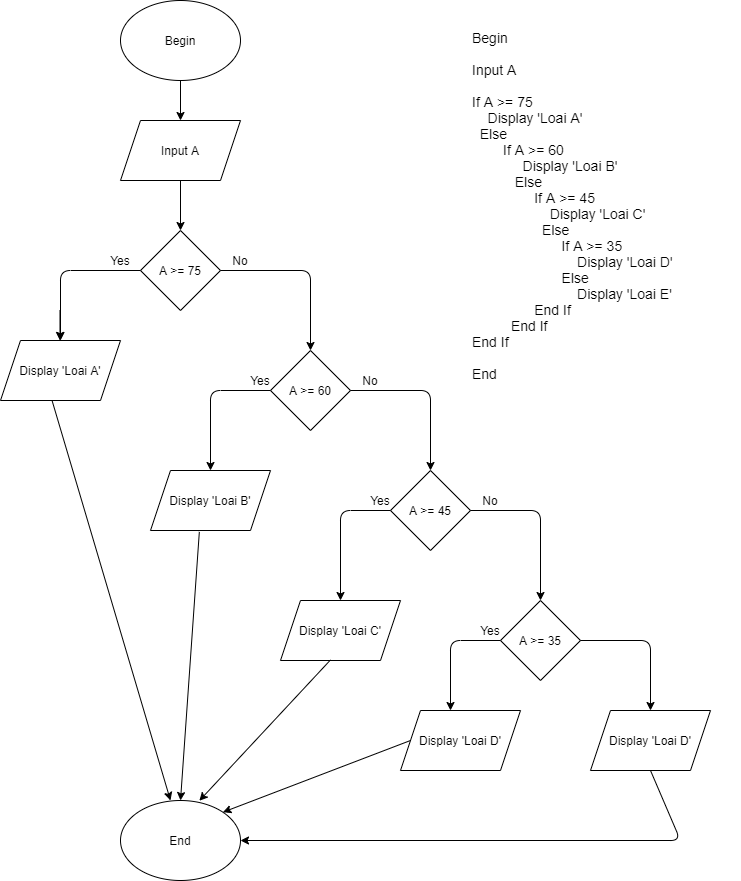 Begin
Input A
A >= 75
Yes
No
Display 'Loai A'
A >= 60
Yes
No
Display 'Loai B'
A >= 45
Yes
No
Display 'Loai C'
A >= 35
Yes
Display 'Loai D'
Display 'Loai D'
End
Begin
Input A
If A >= 75
Display 'Loai A'
Else
If A >= 60
Display 'Loai B'
Else
If A >= 45
Display 'Loai C'
Else
If A >= 35
Display 'Loai D'
Else
Display 'Loai E'
End If
End If
End If
End